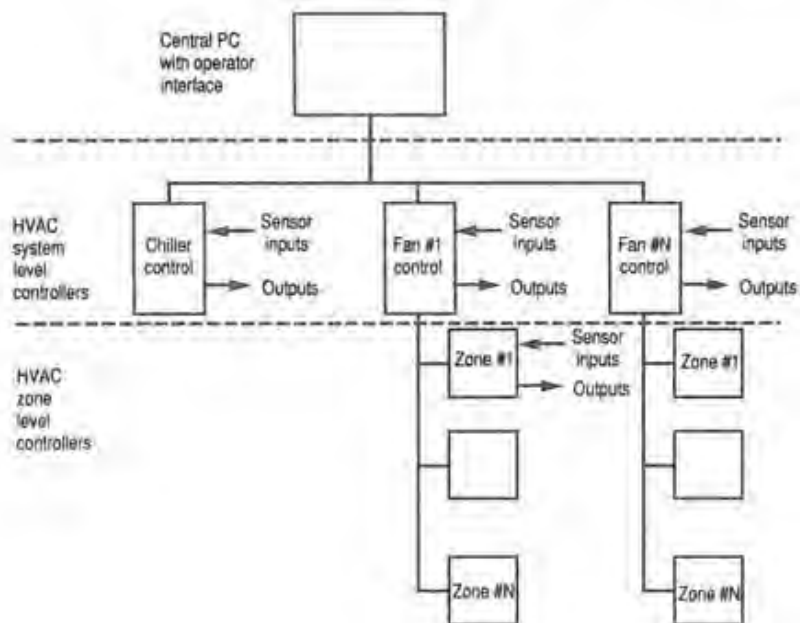 Central PC
with operator
interface
HVAC
system
level
controllers
Chiller
control
Sensor
inputs
Outputs
Fan #1
control
Sensor
inputs
Outputs
Fan #N
control
Sensor
inputs
Outputs
HVAC
zone
level
controllers
Zone #1
Sensor
inputs
Outputs
Zone #1
Zone #N
Zone #N